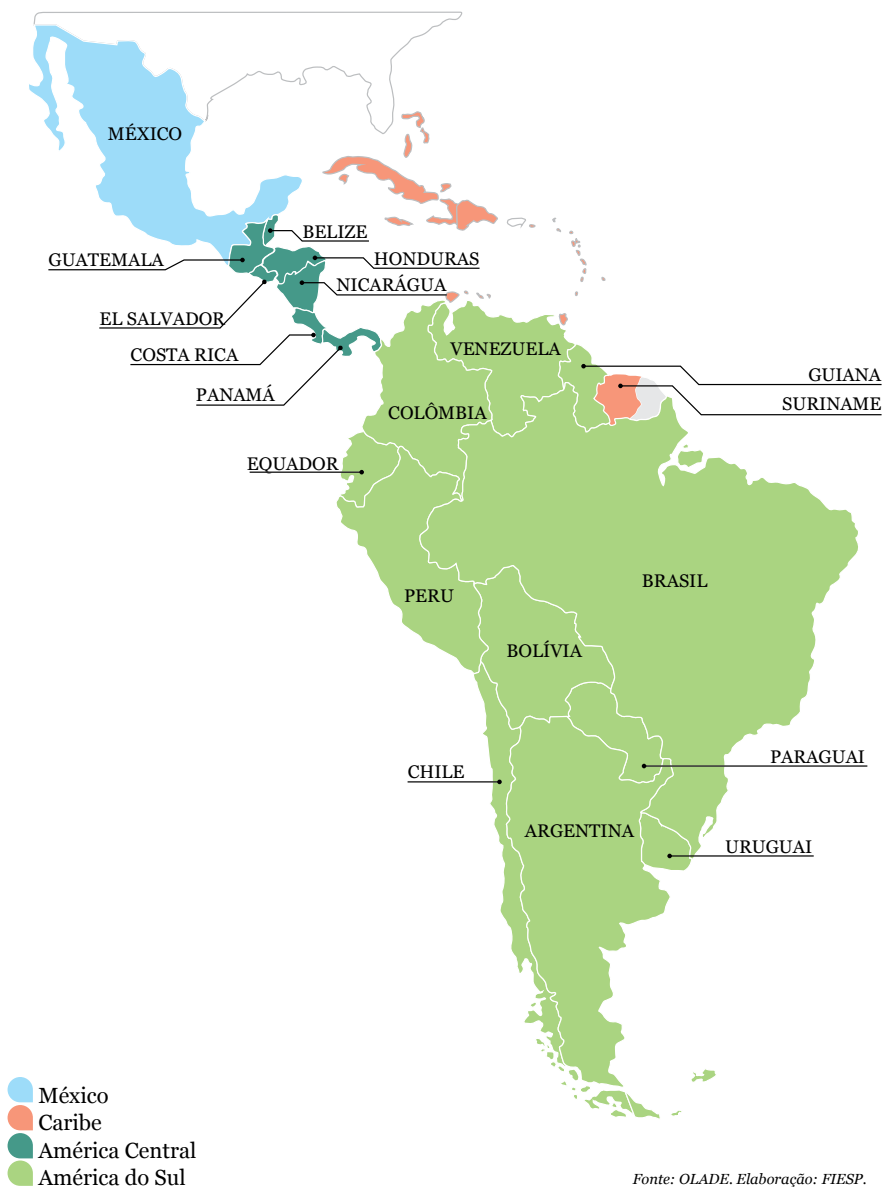 MÉXICO
BELIZE
GUATEMALA
HONDURAS
NICARÁGUA
EL SALVADOR
COSTA RICA
VENEZUELA
GUIANA
PANAMÁ
SURINAME
COLÔMBIA
EQUADOR
BRASIL
PERU
BOLÍVIA
PARAGUAI
CHILE
ARGENTINA
URUGUAI
México
Caribe
América Central
América do Sul
Fonte: OLADE. Elaboração: FIESP.